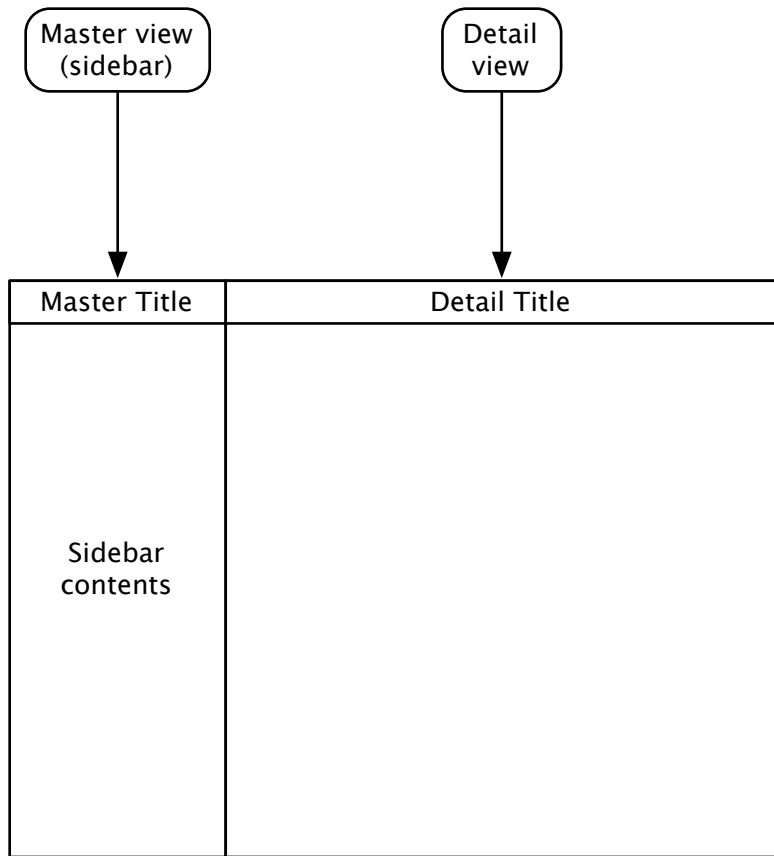 Master view
(sidebar)
Detail
view
Master Title
Detail Title
Sidebar
contents